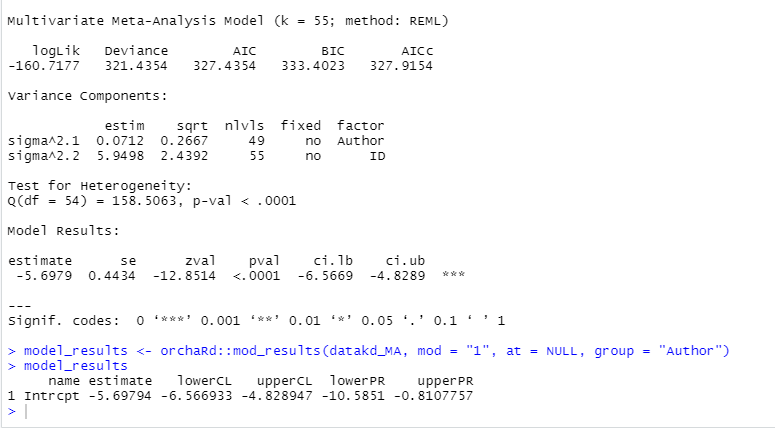 Multivariate Meta-Analysis Model (k = 55; method: REML)
logLik Deviance AIC BIC AICc
-160.7177 321.4354 327.4354 333.4023 327.9154
Variance Components:
estim sqrt nlvls fixed factor
sigma^2.1 0.0712 0.2667 49 no Author
sigma^2.2 5.9498 2.4392 55 no ID
Test for Heterogeneity:
Q(df = 54) = 158.5063, p-val < .0001
Model Results:
estimate se zval pval ci.lb ci.ub
-5.6979 0.4434 -12.8514 <.0001 -6.5669 -4.8289 ***
---
Signif. codes: 0 ‘***’ 0.001 ‘**’ 0.01 ‘*’ 0.05 ‘.’ 0.1 ‘ ’ 1
> model_results <- orchaRd::mod_results(datakd_MA, mod = "1", at = NULL, group = "Author")
> model_results
name estimate lowerCL upperCL lowerPR upperPR
1 Intrcpt -5.69794 -6.566933 -4.828947 -10.5851 -0.8107757
>